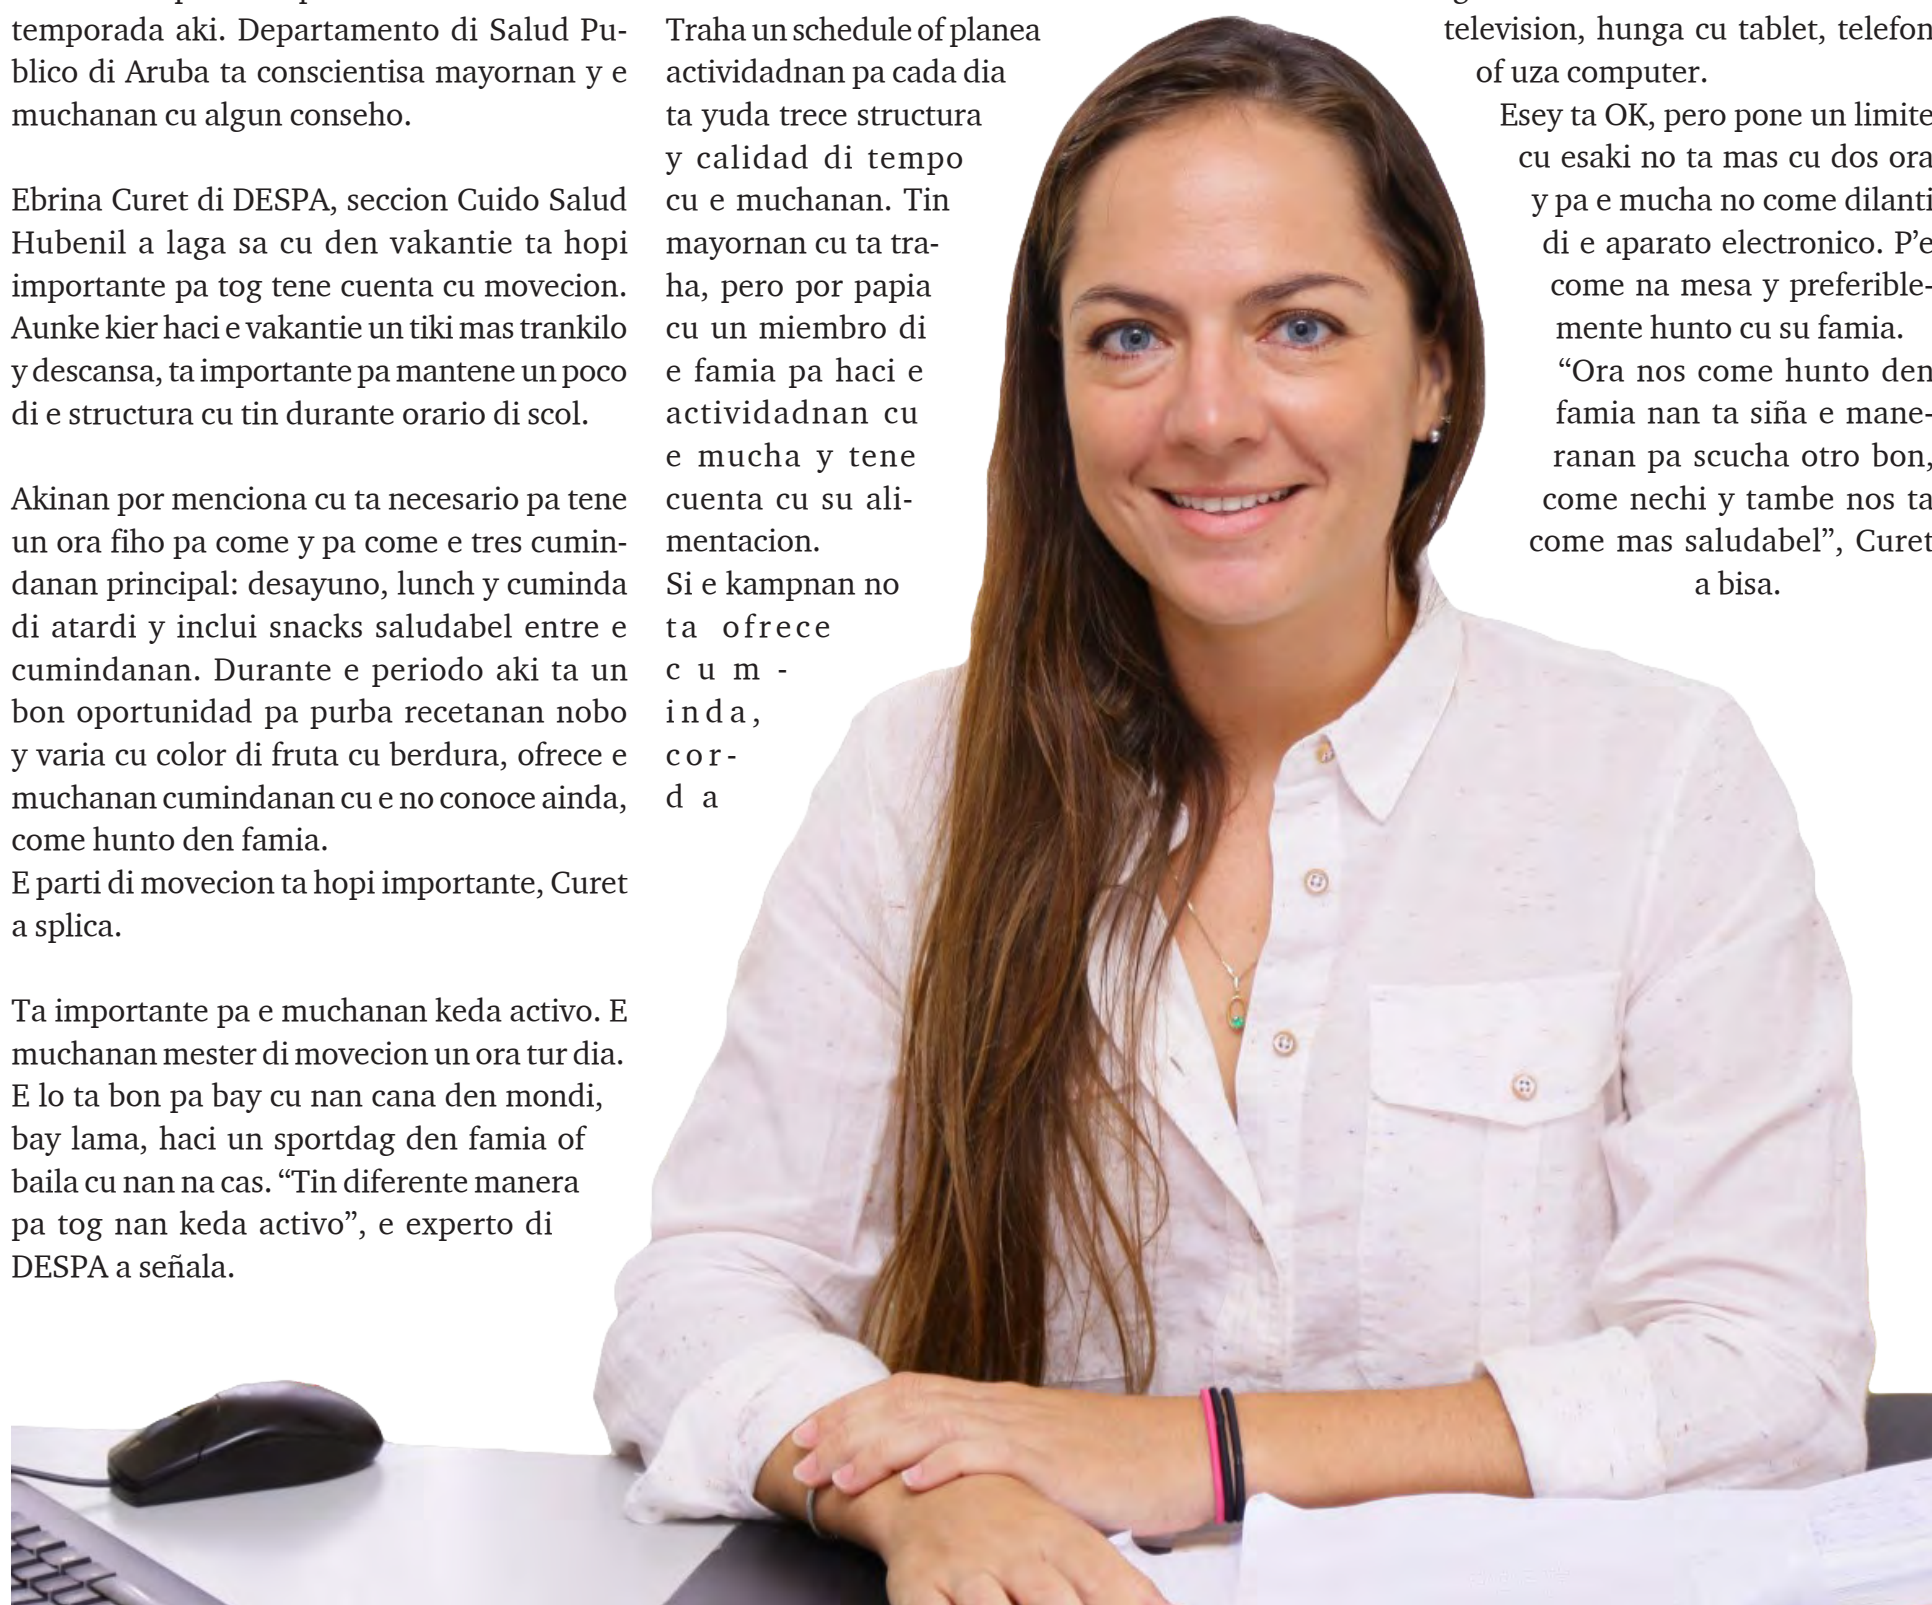 temporada aki. Departamento di Salud Pu-
blico di Aruba ta conscientisa mayornan y e
muchanan cu algun conseho.
Ebrina Curet di DESPA, seccion Cuido Salud
Hubenil a laga sa cu den vakantie ta hopi
importante pa tog tene cuenta cu movecion.
Aunke kier haci e vakantie un tiki mas trankilo
y descansa, ta importante pa mantene un poco
di e structura cu tin durante orario di scol.
Akinan por menciona cu ta necesario pa tene
un ora fiho pa come y pa come e tres cumin-
danan principal: desayuno, lunch y cuminda
di atardi y inclui snacks saludabel entre e
cumindanan. Durante e periodo aki ta un
bon oportunidad pa purba recetanan nobo
y varia cu color di fruta cu berdura, ofrece e
muchanan cumindanan cu e no conoce ainda,
come hunto den famia.
E parti di movecion ta hopi importante, Curet
a splica.
Ta importante pa e muchanan keda activo. E
muchanan mester di movecion un ora tur dia.
E lo ta bon pa bay cu nan cana den mondi,
bay lama, haci un sportdag den famia of
baila cu nan na cas. “Tin diferente manera
pa tog nan keda activo”, e experto di
DESPA a señala.
Traha un schedule of planea
actividadnan pa cada dia
ta yuda trece structura
y calidad di tempo
cu e muchanan. Tin
mayornan cu ta tra-
ha, pero por papia
cu un miembro di
e famia pa haci e
actividadnan cu
e mucha y tene
cuenta cu su ali-
mentacion.
Si e kampnan no
ta ofrece
cum-
inda,
cor-
da
television, hunga cu tablet, telefon
of uza computer.
Esey ta OK, pero pone un limite
cu esaki no ta mas cu dos ora
y pa e mucha no come dilanti
di e aparato electronico. P’e
come na mesa y preferible-
mente hunto cu su famia.
“Ora nos come hunto den
famia nan ta siña e mane-
ranan pa scucha otro bon,
come nechi y tambe nos ta
come mas saludabel”, Curet
a bisa.